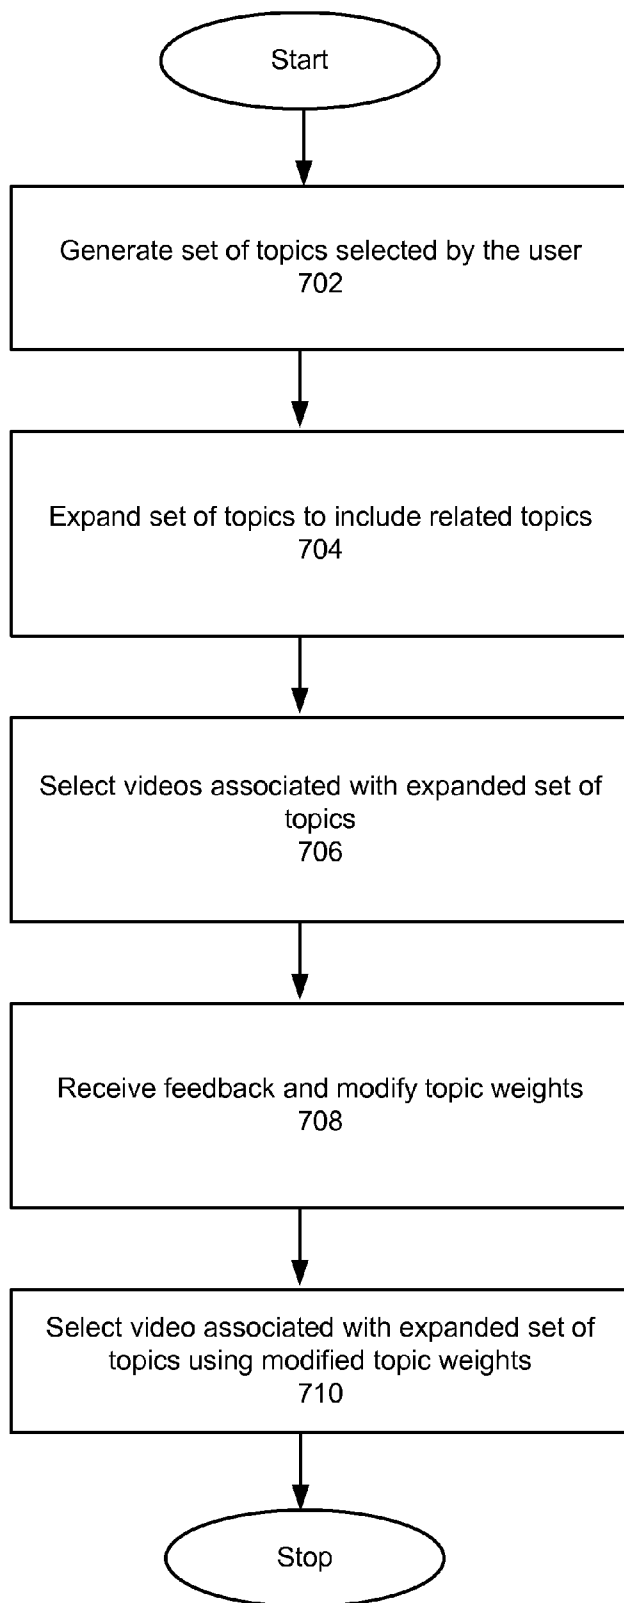 Start
Generate set of topics selected by the user
702
Expand set of topics to include related topics
704
Select videos associated with expanded set of
topics
706
Receive feedback and modify topic weights
708
Select video associated with expanded set of
topics using modified topic weights
710
Stop